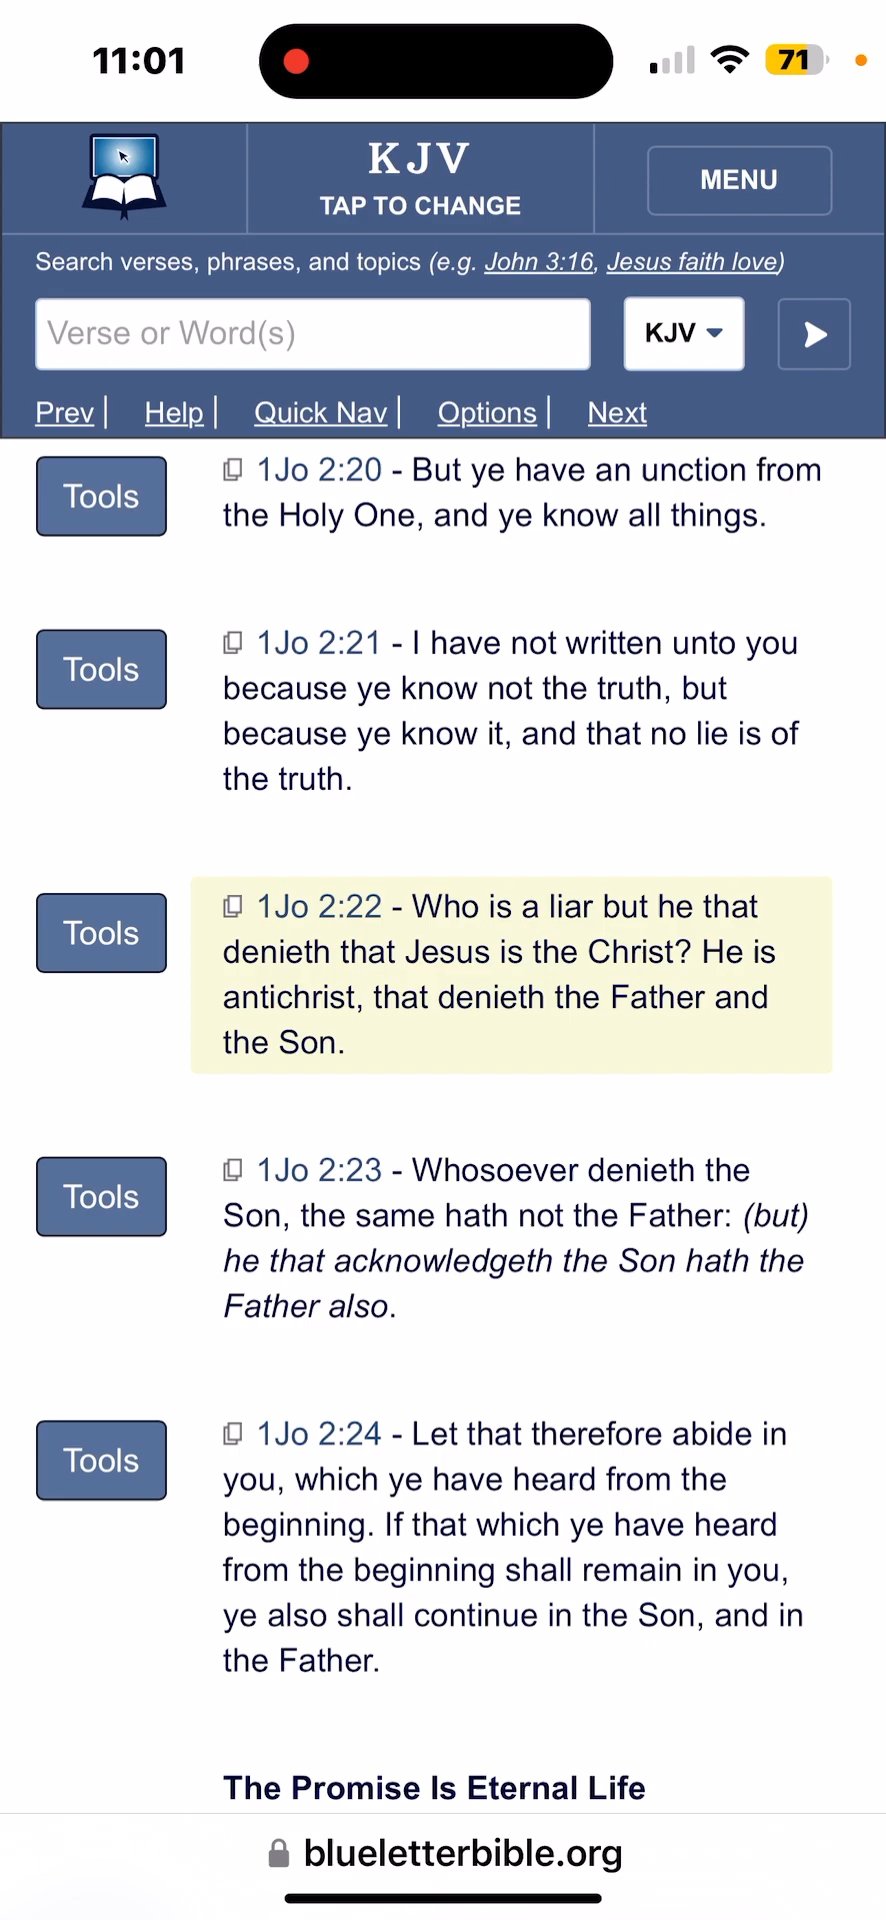 11:01
71
KJV
TAP TO CHANGE
MENU
Search verses, phrases, and topics (e.g. John 3:16, Jesus faith love)
Verse or Word(s)
KJV
Prev | Help | Quick Nav | Options | Next
Tools
1Jo 2:20 - But ye have an unction from
the Holy One, and ye know all things.
Tools
1Jo 2:21 - I have not written unto you
because ye know not the truth, but
because ye know it, and that no lie is of
the truth.
Tools
1Jo 2:22 - Who is a liar but he that
denieth that Jesus is the Christ? He is
antichrist, that denieth the Father and
the Son.
Tools
1Jo 2:23 - Whosoever denieth the
Son, the same hath not the Father: (but)
he that acknowledgeth the Son hath the
Father also.
Tools
1Jo 2:24 - Let that therefore abide in
you, which ye have heard from the
beginning. If that which ye have heard
from the beginning shall remain in you,
ye also shall continue in the Son, and in
the Father.
The Promise Is Eternal Life
blueletterbible.org